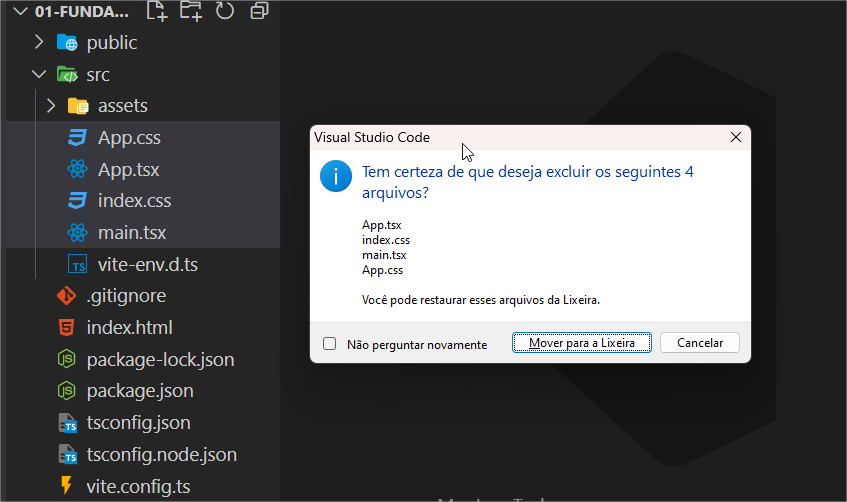 01-FUNDA...
public
src
assets
App.css
App.tsx
index.css
main.tsx
TS vite-env.d.ts
.gitignore
index.html
package-lock.json
package.json
TS tsconfig.json
TS tsconfig.node.json
vite.config.ts
Visual Studio Code
Tem certeza de que deseja excluir os seguintes 4
arquivos?
App.tsx
index.css
main.tsx
App.css
Você pode restaurar esses arquivos da Lixeira.
Não perguntar novamente
Mover para a Lixeira
Cancelar